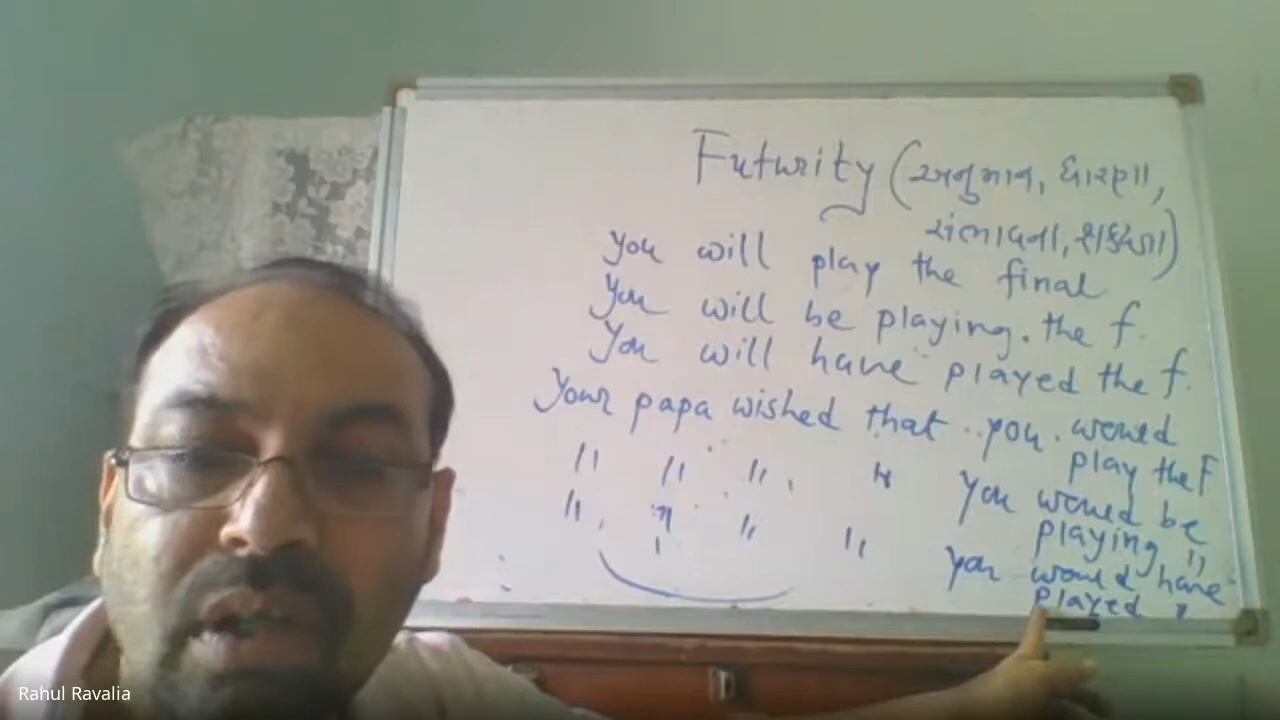 Futurity (અનુમાન, ધારણા,
સંભાવના, શક્યતા)
You will play the final
You will be playing. the f.
You will have played the f.
Your papa wished that you would
play the F
" " " " you would be
playing "
" " " " you would have
played "
Rahul Ravalia